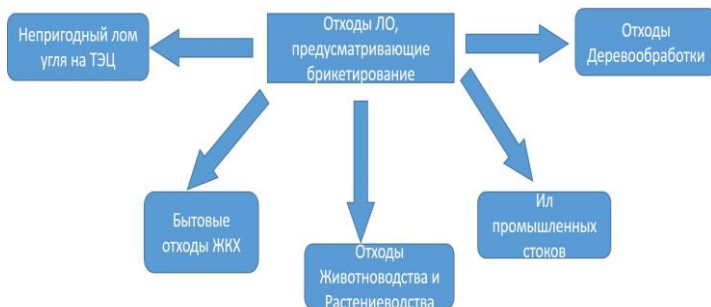 Непригодный лом
угля на ТЭЦ
Отходы ЛО,
предусматривающие
брикетирование
Отходы
Деревообработки
Бытовые
отходы ЖКХ
Отходы
Животноводства и
Растениеводства
Ил
промышленных
стоков